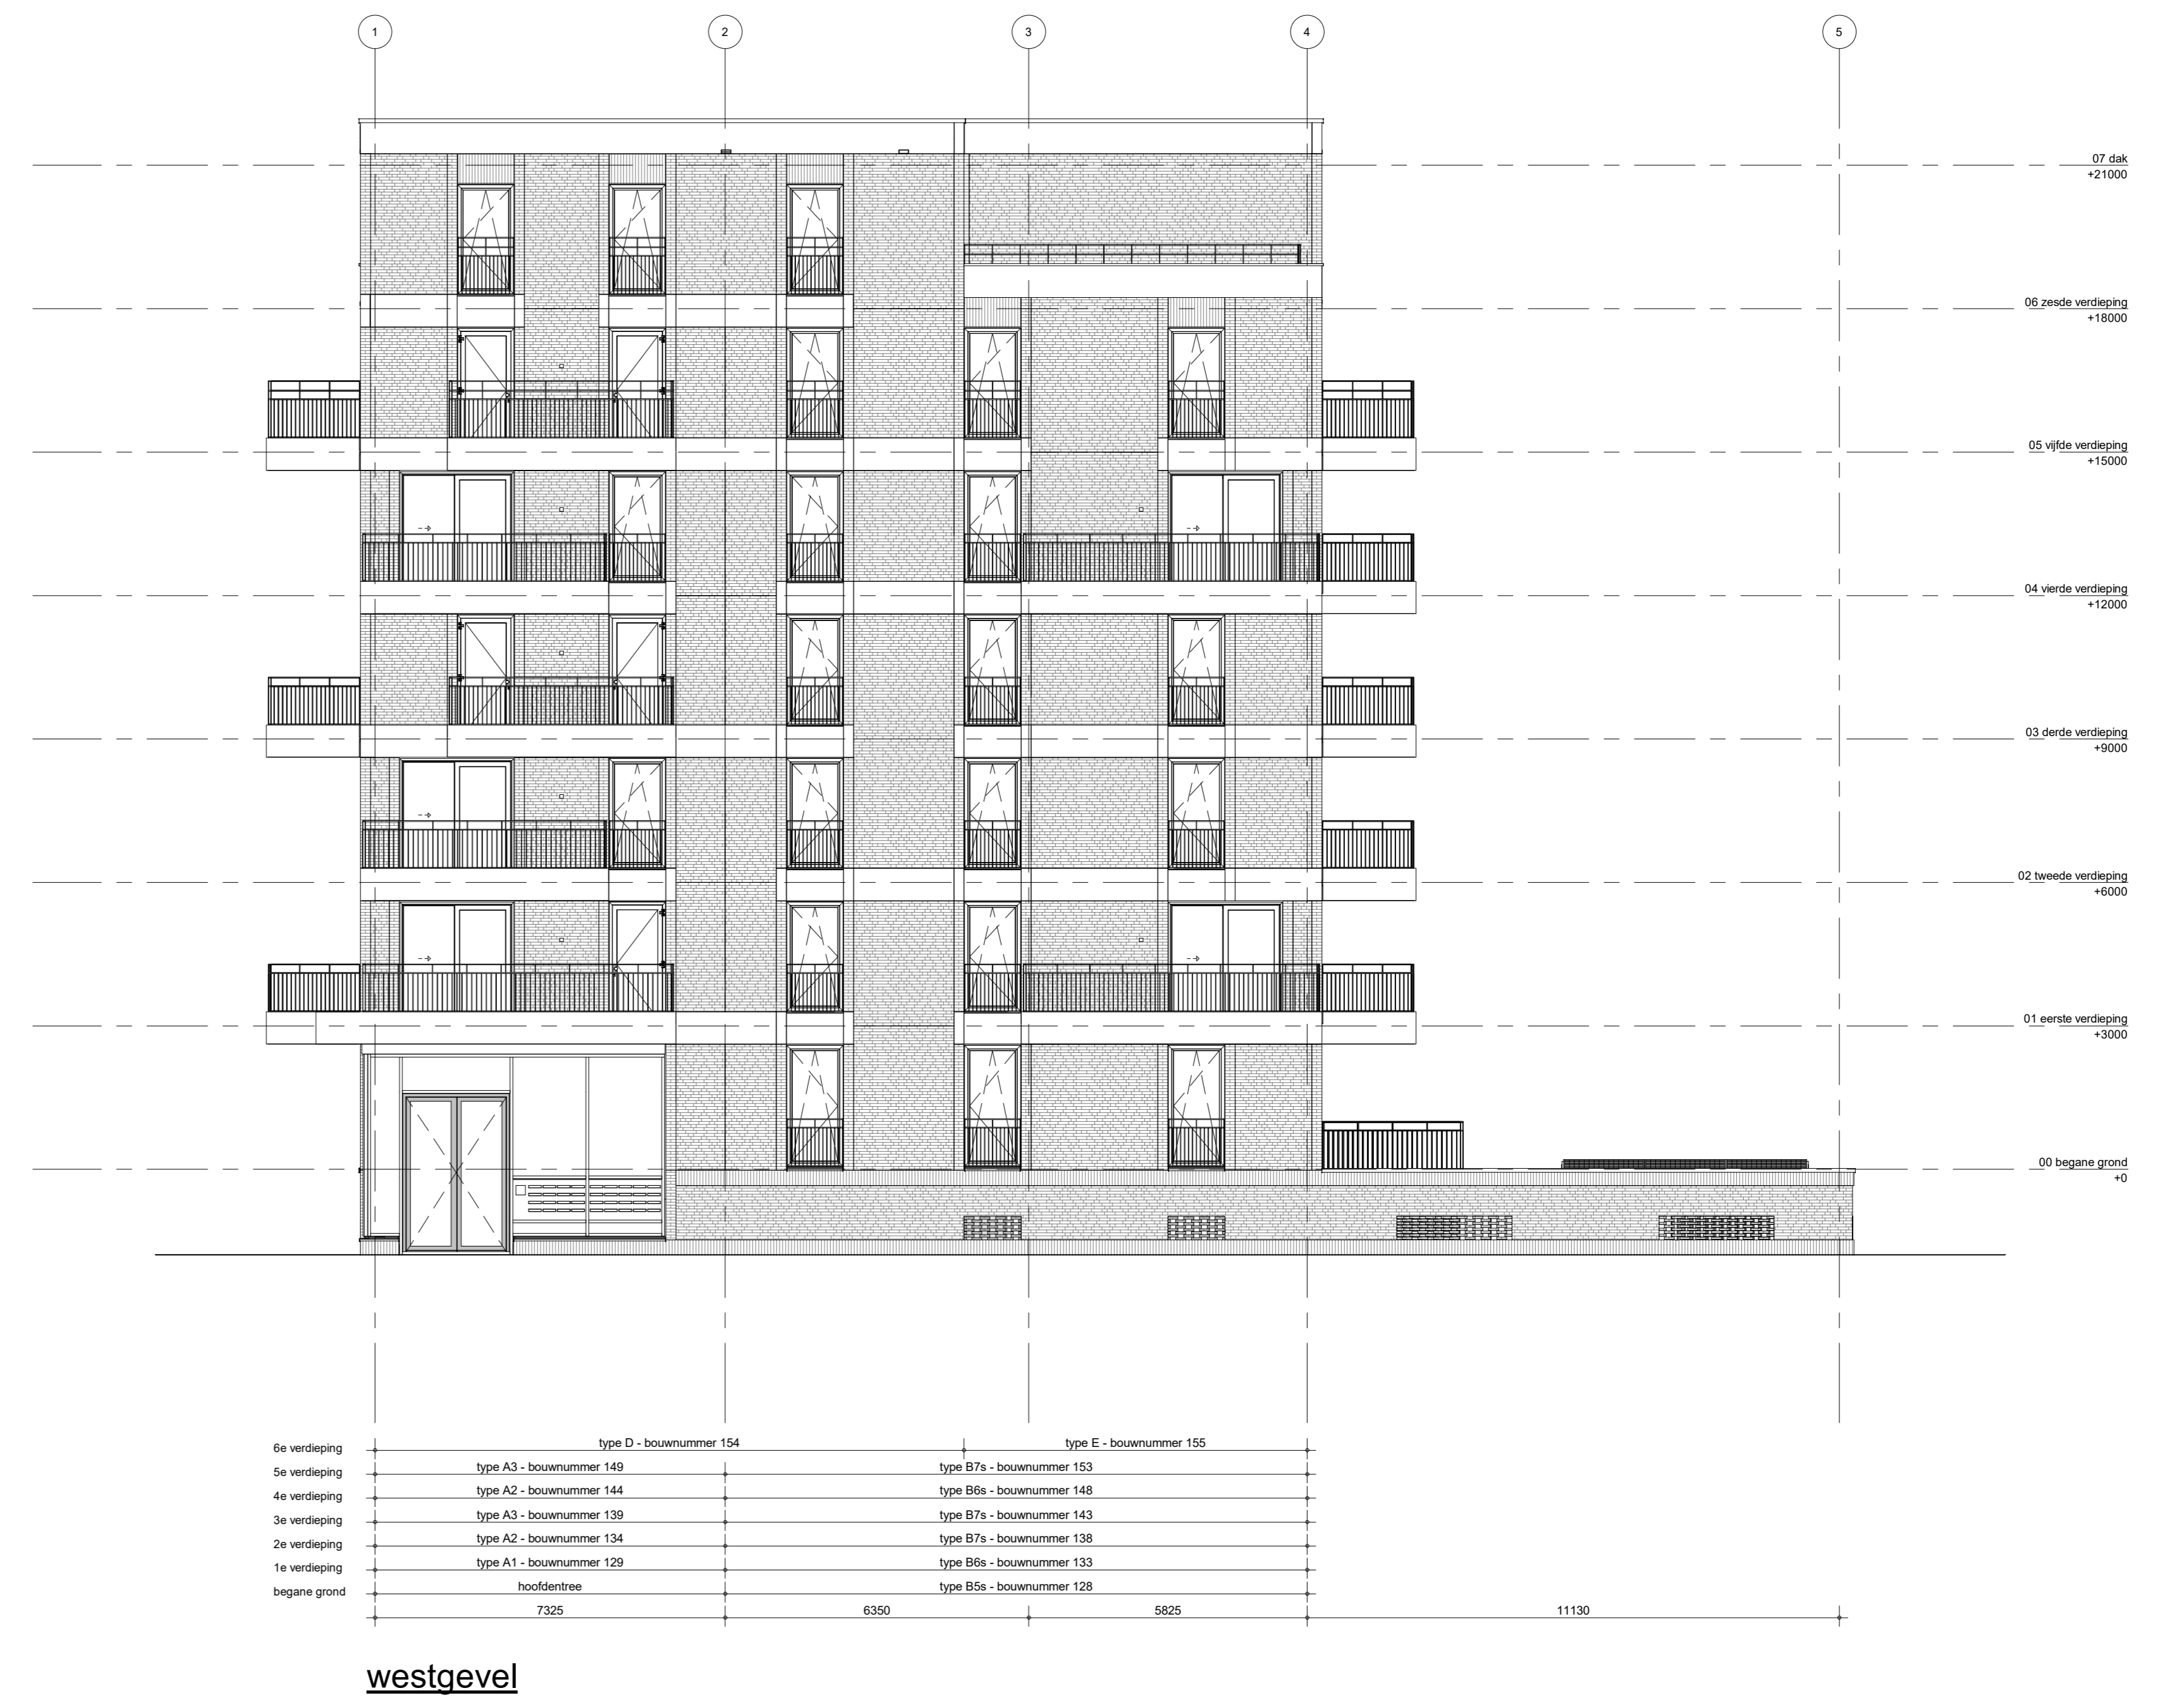 1 2 3 4 5
07 dak
+21000
06 zesde verdieping
+18000
05 vijfde verdieping
+15000
04 vierde verdieping
+12000
03 derde verdieping
+9000
02 tweede verdieping
+6000
01 eerste verdieping
+3000
00 begane grond
+0
6e verdieping type D - bouwnummer 154 type E - bouwnummer 155
5e verdieping type A3 - bouwnummer 149 type B7s - bouwnummer 153
4e verdieping type A2 - bouwnummer 144 type B6s - bouwnummer 148
3e verdieping type A3 - bouwnummer 139 type B7s - bouwnummer 143
2e verdieping type A2 - bouwnummer 134 type B7s - bouwnummer 138
1e verdieping type A1 - bouwnummer 129 type B6s - bouwnummer 133
begane grond hoofdentree type B5s - bouwnummer 128
7325 6350 5825 11130
westgevel